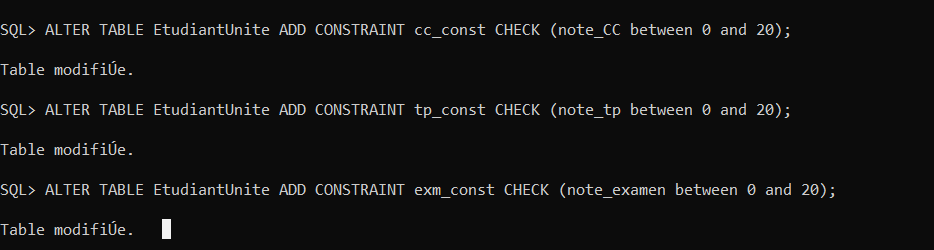 SQL> ALTER TABLE EtudiantUnite ADD CONSTRAINT cc_const CHECK (note_CC between 0 and 20);
Table modifiÚe.
SQL> ALTER TABLE EtudiantUnite ADD CONSTRAINT tp_const CHECK (note_tp between 0 and 20);
Table modifiÚe.
SQL> ALTER TABLE EtudiantUnite ADD CONSTRAINT exm_const CHECK (note_examen between 0 and 20);
Table modifiÚe.